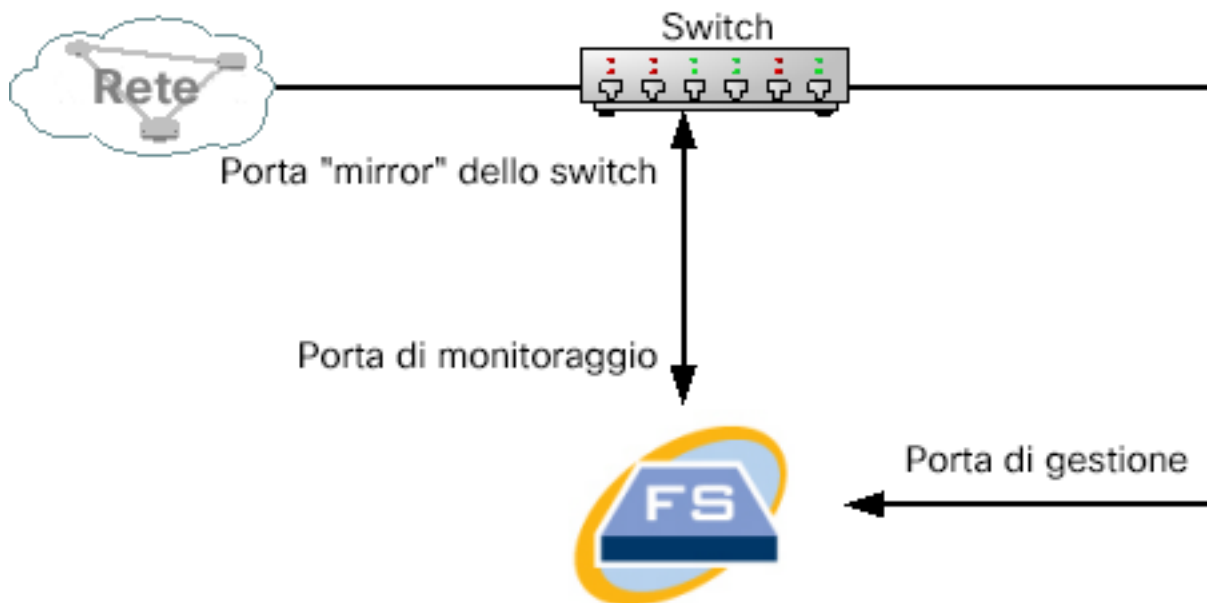 Switch
Rete
Porta "mirror" dello switch
Porta di monitoraggio
Porta di gestione
FS